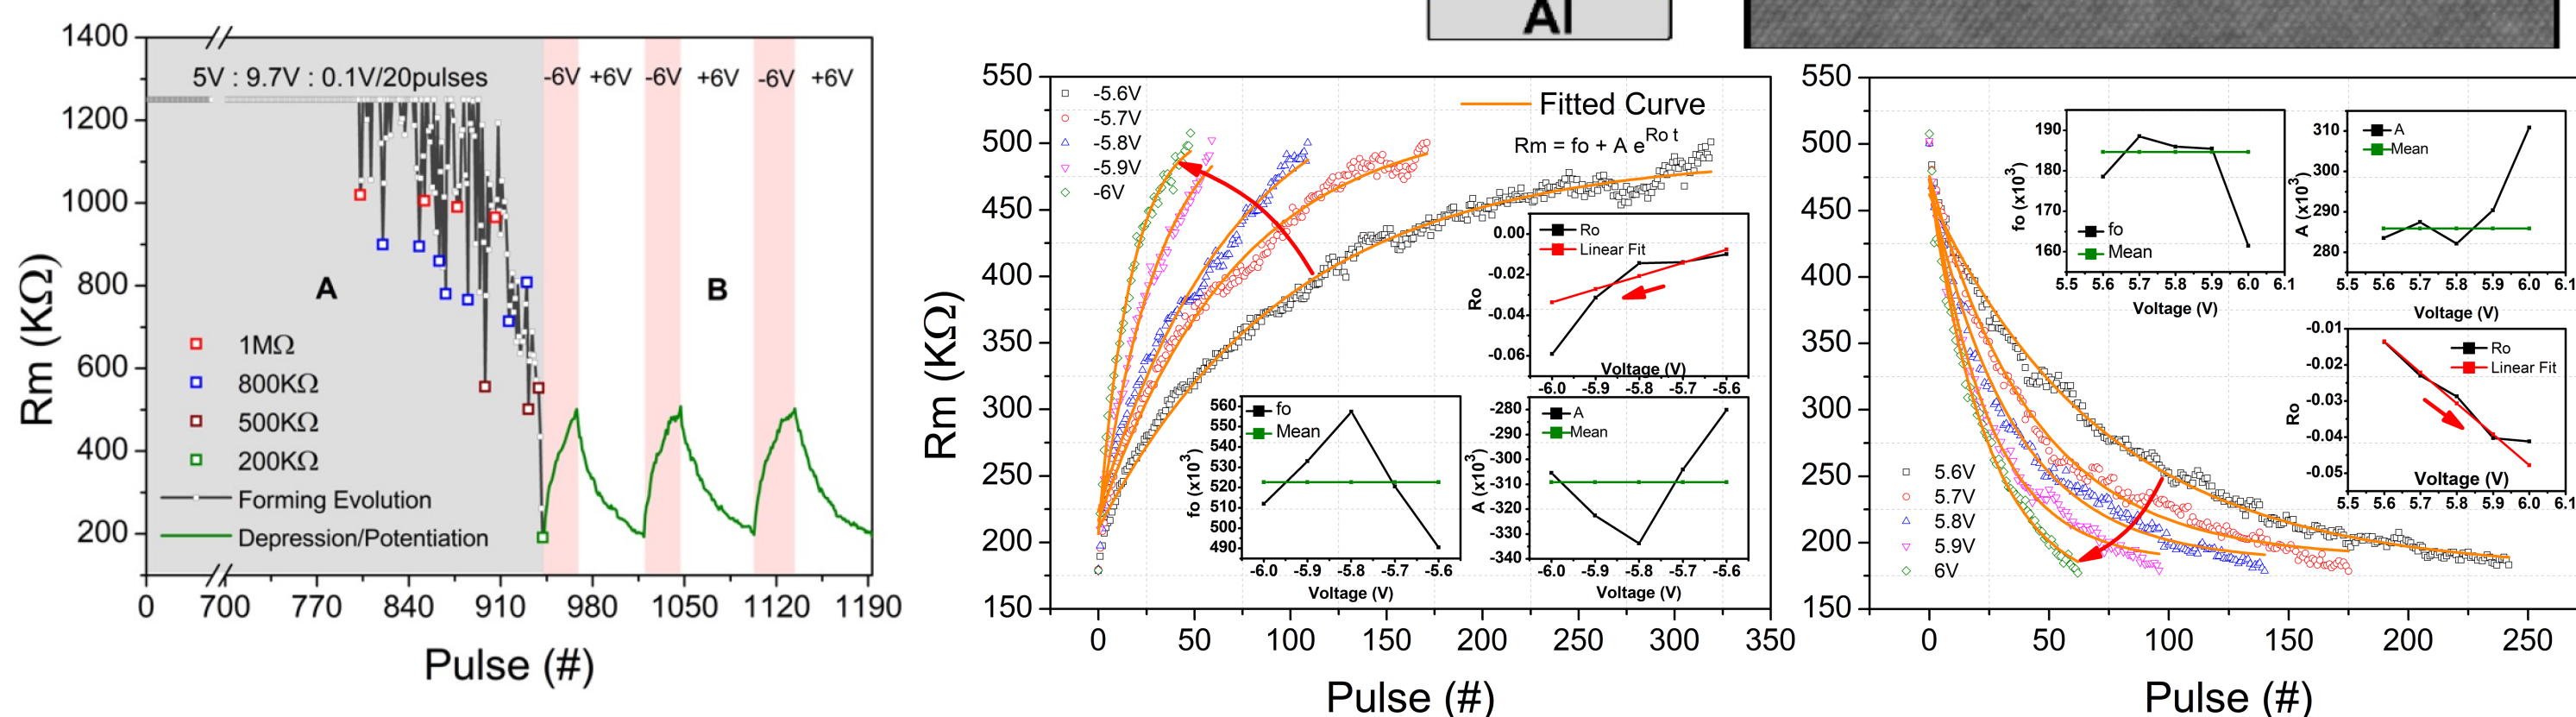 Al
1400
1200
1000
800
600
400
200
Rm (KΩ)
5V : 9.7V : 0.1V/20pulses
-6V +6V -6V +6V -6V +6V
A
B
1MΩ
800KΩ
500KΩ
200KΩ
Forming Evolution
Depression/Potentiation
0 700 770 840 910 980 1050 1120 1190
Pulse (#)
550
500
450
400
350
300
250
200
150
Rm (KΩ)
-5.6V
-5.7V
-5.8V
-5.9V
-6V
Fitted Curve
Rm = fo + A e^Ro t
0.00
-0.02
-0.04
-0.06
Ro
Ro
Linear Fit
Voltage (V)
-6.0 -5.9 -5.8 -5.7 -5.6
560
550
540
530
520
510
500
490
fo (x10³)
fo
Mean
-6.0 -5.9 -5.8 -5.7 -5.6
Voltage (V)
-280
-290
-300
-310
-320
-330
-340
A (x10³)
A
Mean
-6.0 -5.9 -5.8 -5.7 -5.6
Voltage (V)
0 50 100 150 200 250 300 350
Pulse (#)
550
500
450
400
350
300
250
200
150
190
180
170
160
fo (x10³)
fo
Mean
5.5 5.6 5.7 5.8 5.9 6.0 6.1
Voltage (V)
310
300
290
280
A (x10³)
A
Mean
5.5 5.6 5.7 5.8 5.9 6.0 6.1
Voltage (V)
-0.01
-0.02
-0.03
-0.04
-0.05
Ro
Ro
Linear Fit
Voltage (V)
5.5 5.6 5.7 5.8 5.9 6.0 6.1
5.6V
5.7V
5.8V
5.9V
6V
0 50 100 150 200 250
Pulse (#)